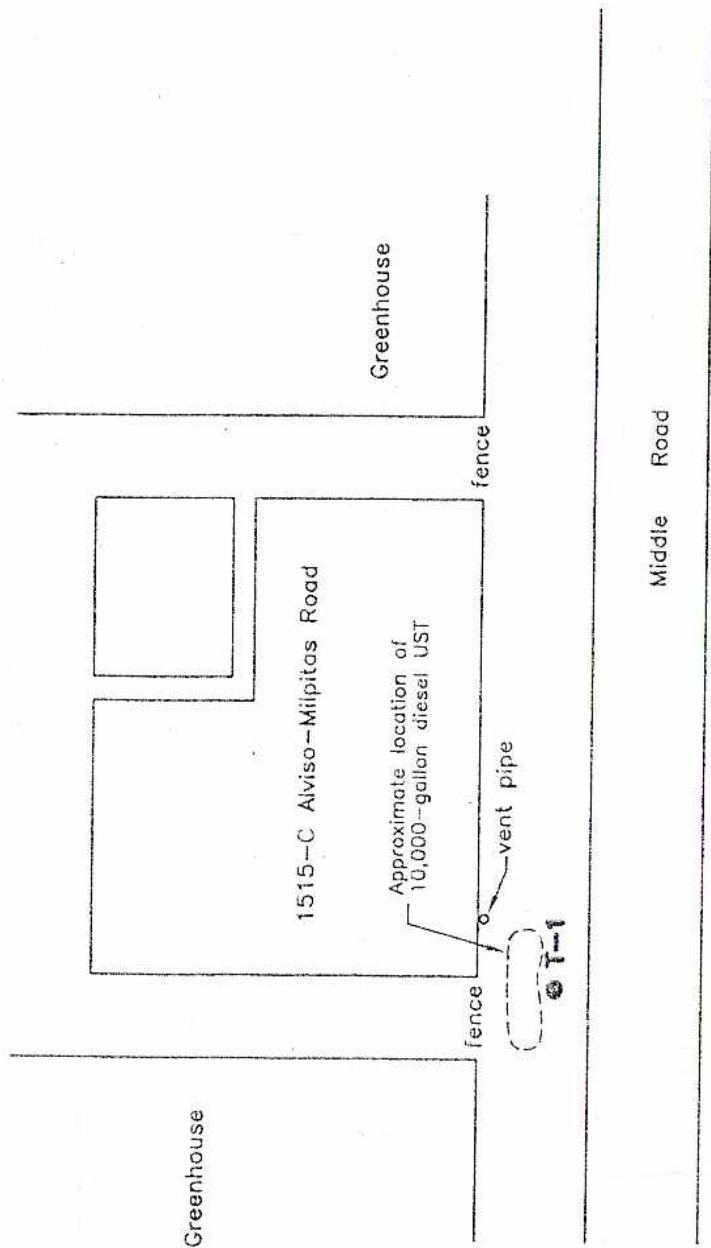 Greenhouse
Greenhouse
1515-C Alviso-Milpitas Road
Approximate location of
10,000-gallon diesel UST
fence
fence
vent pipe
T-1
Middle Road